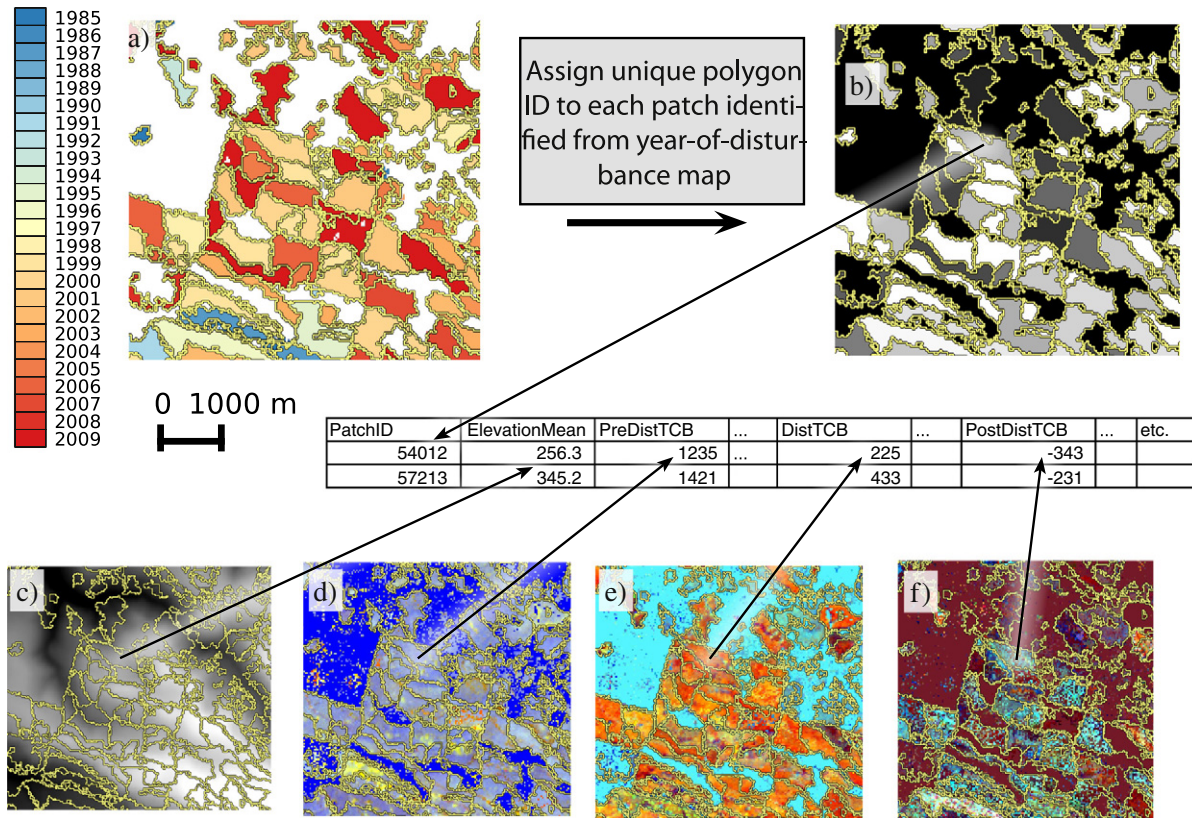 1985
1986
1987
1988
1989
1990
1991
1992
1993
1994
1995
1996
1997
1998
1999
2000
2001
2002
2003
2004
2005
2006
2007
2008
2009
a)
Assign unique polygon
ID to each patch identi-
fied from year-of-distur-
bance map
b)
0 1000 m
PatchID ElevationMean PreDistTCB ... DistTCB ... PostDistTCB ... etc.
54012 256.3 1235 ... 225 -343
57213 345.2 1421 433 -231
c)
d)
e)
f)